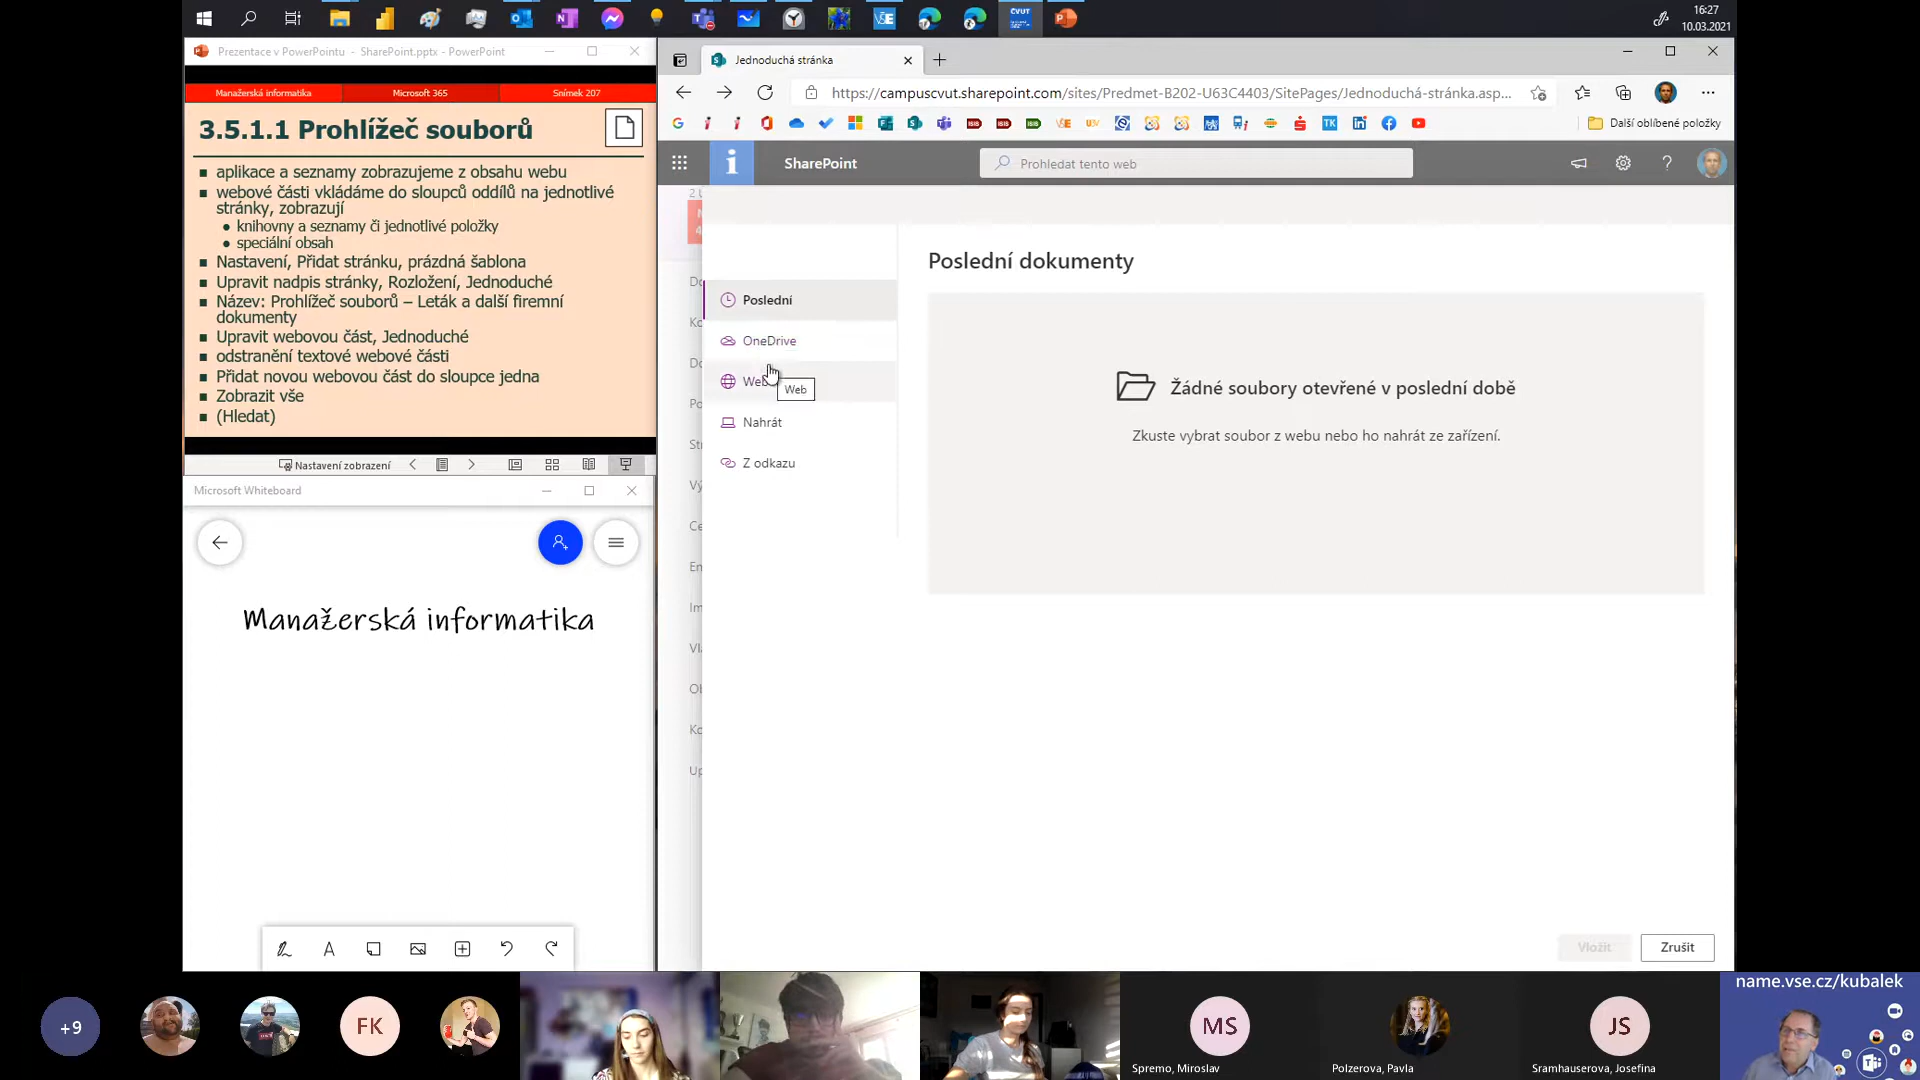 16:27
10.03.2021
Prezentace v PowerPointu - SharePoint.pptx - PowerPoint
Manažerská informatika
Microsoft 365
Snímek 207
3.5.1.1 Prohlížeč souborů
aplikace a seznamy zobrazujeme z obsahu webu
webové části vkládáme do sloupců oddílů na jednotlivé
stránky, zobrazují
knihovny a seznamy či jednotlivé položky
speciální obsah
Nastavení, Přidat stránku, prázdná šablona
Upravit nadpis stránky, Rozložení, Jednoduché
Název: Prohlížeč souborů – Leták a další firemní
dokumenty
Upravit webovou část, Jednoduché
odstranění textové webové části
Přidat novou webovou část do sloupce jedna
Zobrazit vše
(Hledat)
Nastavení zobrazení
Microsoft Whiteboard
Manažerská informatika
Jednoduchá stránka
https://campuscvut.sharepoint.com/sites/Predmet-B202-U63C4403/SitePages/Jednoduchá-stránka.asp...
Další oblíbené položky
SharePoint
Prohledat tento web
Poslední
OneDrive
Web
Web
Nahrát
Z odkazu
Poslední dokumenty
Žádné soubory otevřené v poslední době
Zkuste vybrat soubor z webu nebo ho nahrát ze zařízení.
Vložit
Zrušit
+9
FK
MS
Spremo, Miroslav
Polzerova, Pavla
JS
Sramhauserova, Josefina
name.vse.cz/kubalek